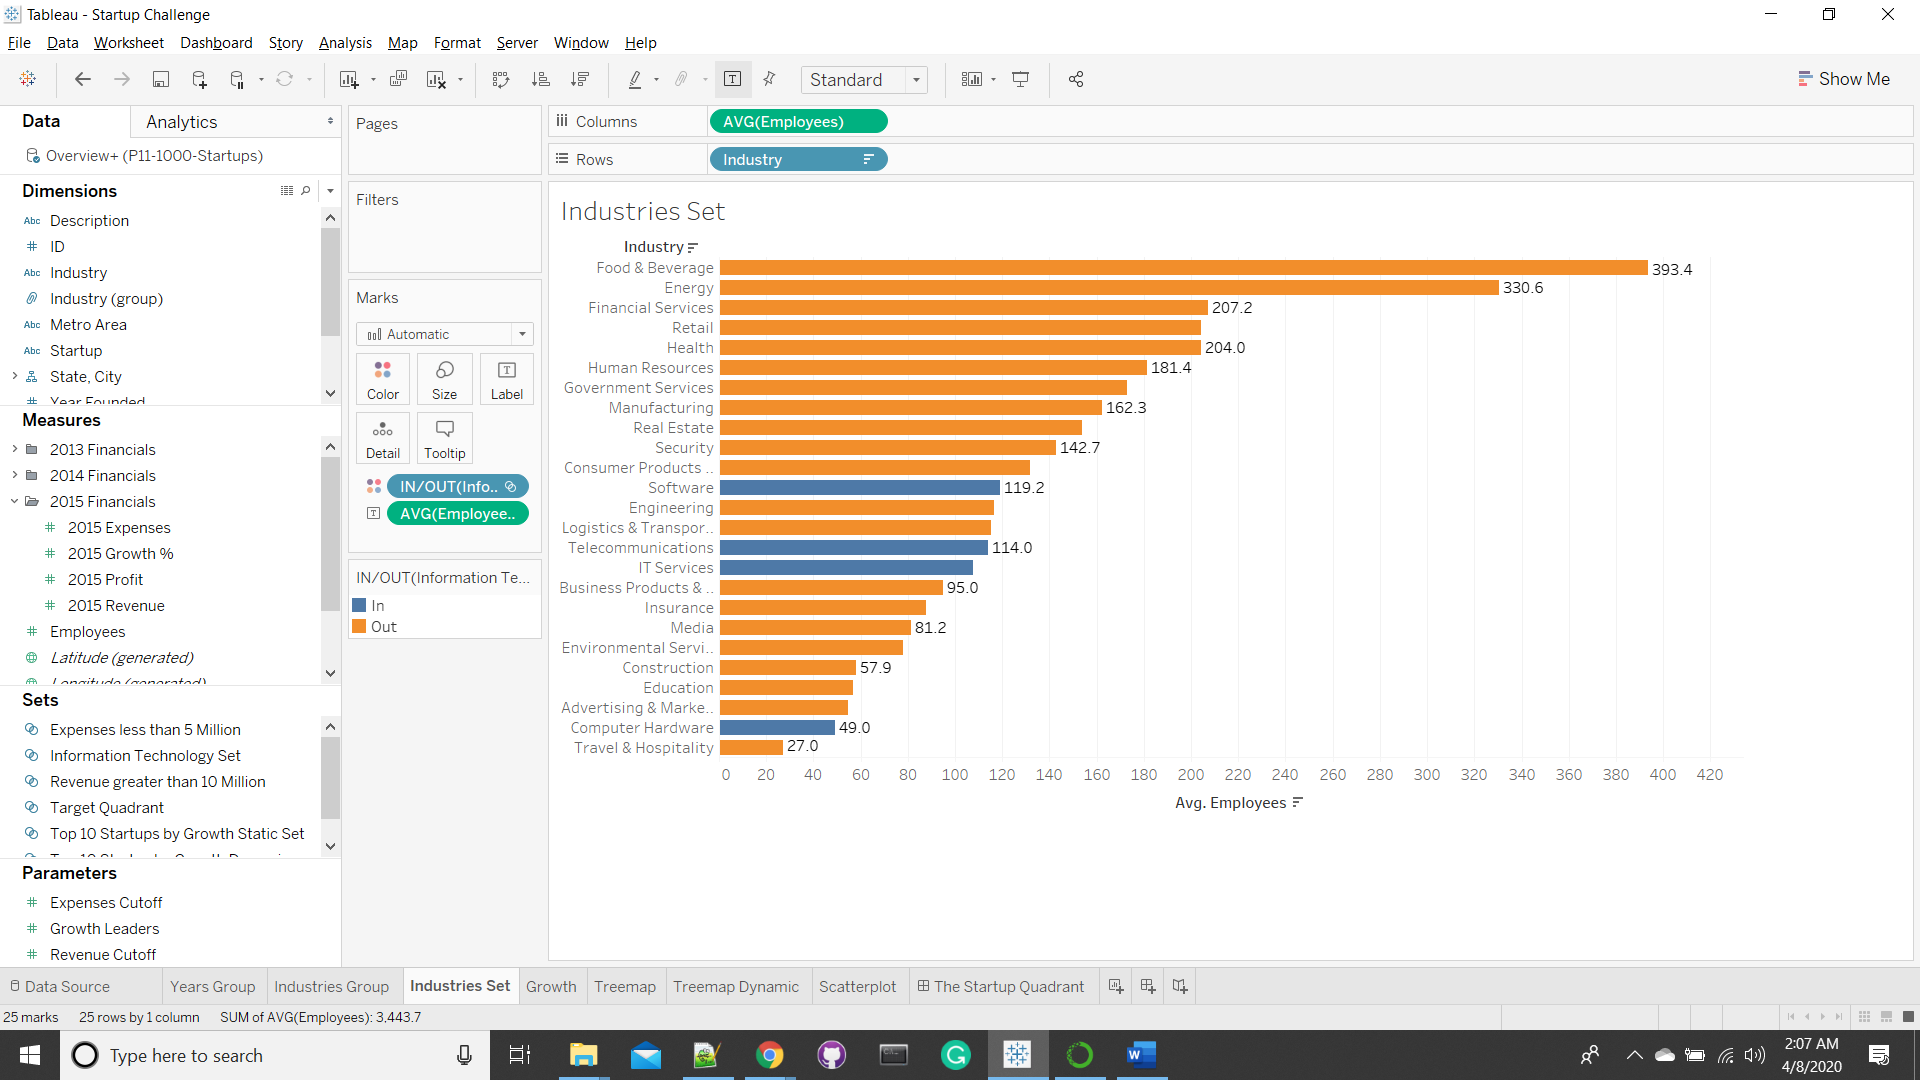 Tableau - Startup Challenge
File Data Worksheet Dashboard Story Analysis Map Format Server Window Help
Standard
Show Me
Data
Analytics
Overview+ (P11-1000-Startups)
Dimensions
Abc Description
# ID
Abc Industry
Industry (group)
Abc Metro Area
Abc Startup
State, City
# Year Founded
Measures
2013 Financials
2014 Financials
2015 Financials
# 2015 Expenses
# 2015 Growth %
# 2015 Profit
# 2015 Revenue
# Employees
Latitude (generated)
Longitude (generated)
Sets
Expenses less than 5 Million
Information Technology Set
Revenue greater than 10 Million
Target Quadrant
Top 10 Startups by Growth Static Set
Parameters
# Expenses Cutoff
# Growth Leaders
# Revenue Cutoff
Pages
Filters
Marks
Automatic
Color Size Label
Detail Tooltip
IN/OUT(Info..
AVG(Employee..
IN/OUT(Information Te...
In
Out
Columns AVG(Employees)
Rows Industry
Industries Set
Industry
Food & Beverage 393.4
Energy 330.6
Financial Services 207.2
Retail
Health 204.0
Human Resources 181.4
Government Services
Manufacturing 162.3
Real Estate
Security 142.7
Consumer Products ..
Software 119.2
Engineering
Logistics & Transpor..
Telecommunications 114.0
IT Services
Business Products & .. 95.0
Insurance
Media 81.2
Environmental Servi..
Construction 57.9
Education
Advertising & Marke..
Computer Hardware 49.0
Travel & Hospitality 27.0
0 20 40 60 80 100 120 140 160 180 200 220 240 260 280 300 320 340 360 380 400 420
Avg. Employees
Data Source Years Group Industries Group Industries Set Growth Treemap Treemap Dynamic Scatterplot The Startup Quadrant
25 marks 25 rows by 1 column SUM of AVG(Employees): 3,443.7
Type here to search
2:07 AM
4/8/2020